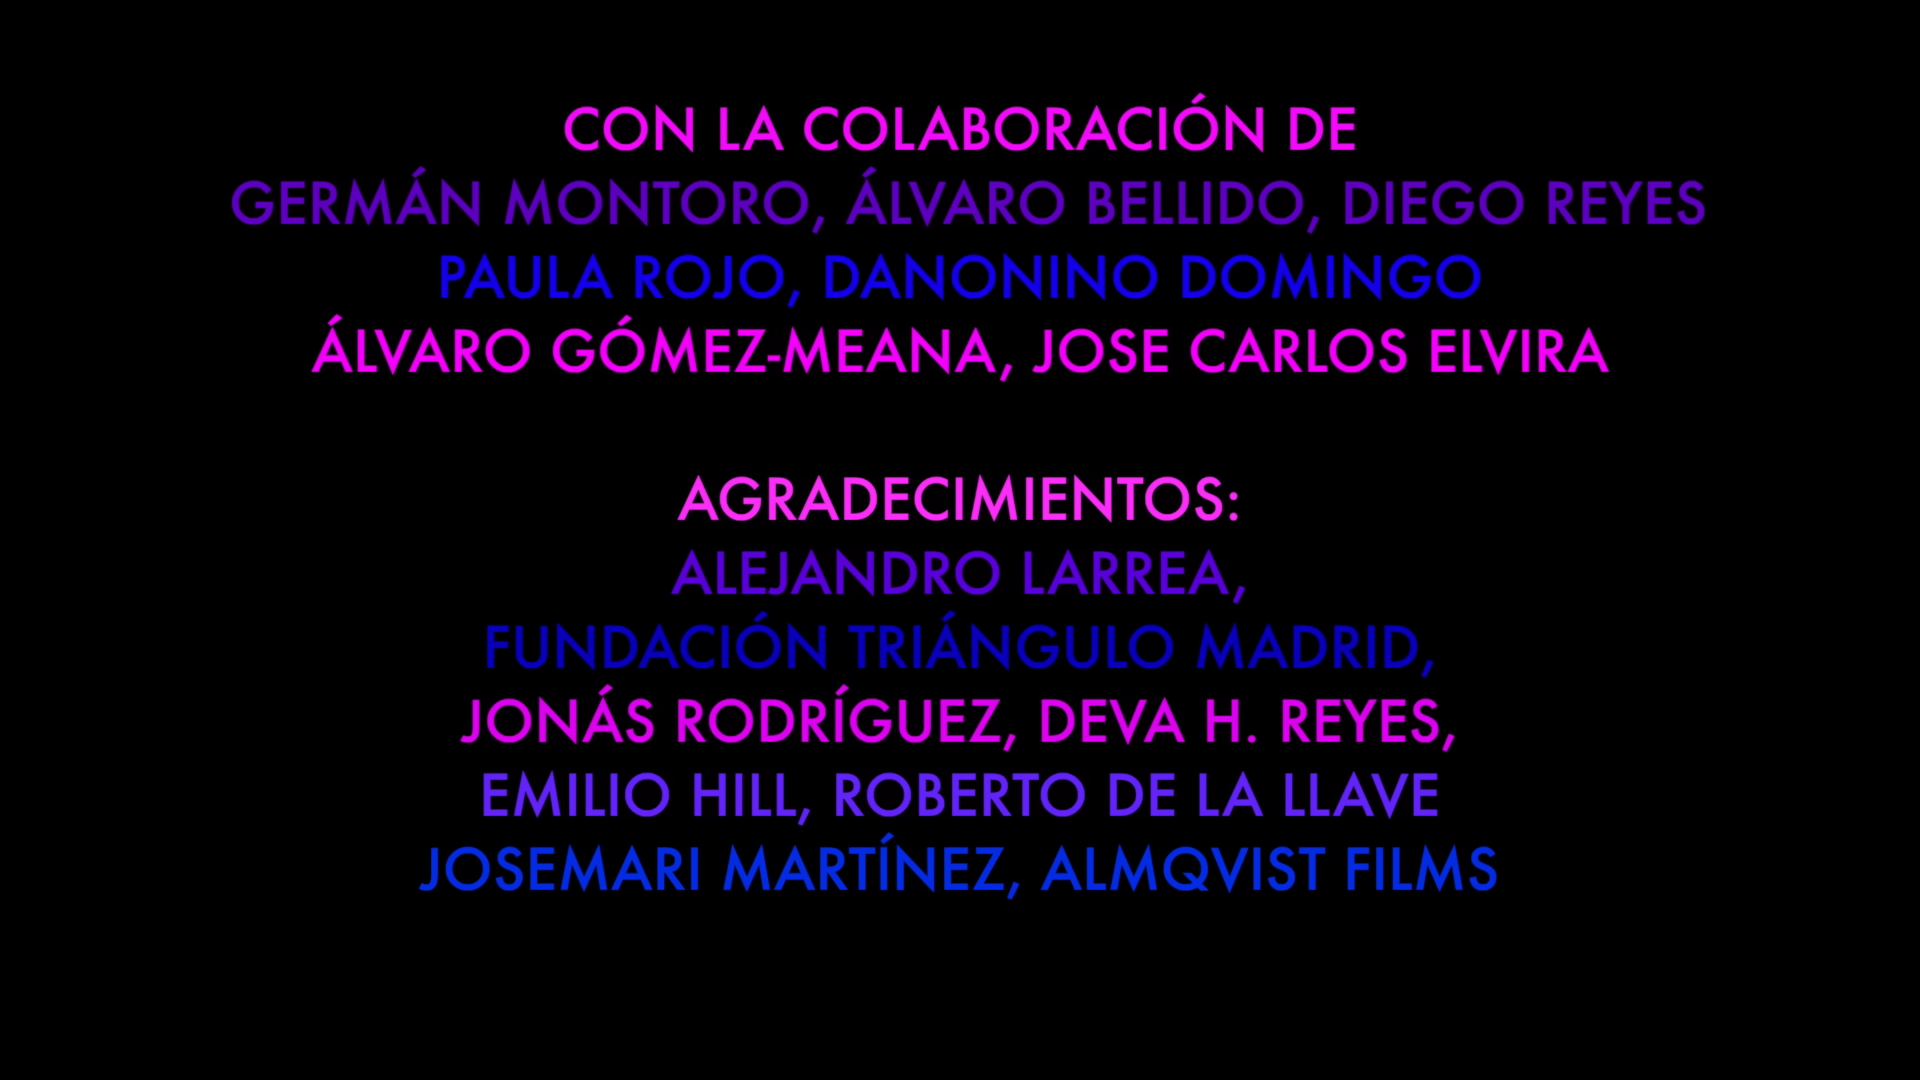 CON LA COLABORACIÓN DE
GERMÁN MONTORO, ÁLVARO BELLIDO, DIEGO REYES
PAULA ROJO, DANONINO DOMINGO
ÁLVARO GÓMEZ-MEANA, JOSE CARLOS ELVIRA
AGRADECIMIENTOS:
ALEJANDRO LARREA,
FUNDACIÓN TRIÁNGULO MADRID,
JONÁS RODRÍGUEZ, DEVA H. REYES,
EMILIO HILL, ROBERTO DE LA LLAVE
JOSEMARI MARTÍNEZ, ALMQVIST FILMS